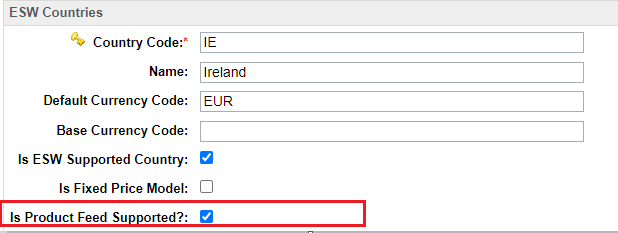 ESW Countries
Country Code:* IE
Name: Ireland
Default Currency Code: EUR
Base Currency Code:
Is ESW Supported Country:
Is Fixed Price Model:
Is Product Feed Supported?: